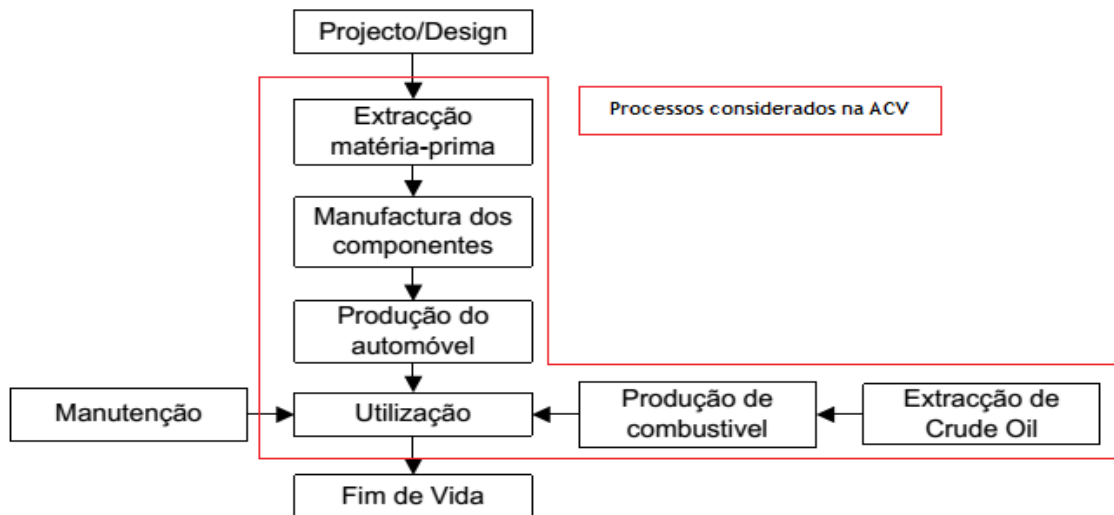 Projecto/Design
Processos considerados na ACV
Extracção
matéria-prima
Manufactura dos
componentes
Produção do
automóvel
Manutenção
Utilização
Produção de
combustivel
Extracção de
Crude Oil
Fim de Vida